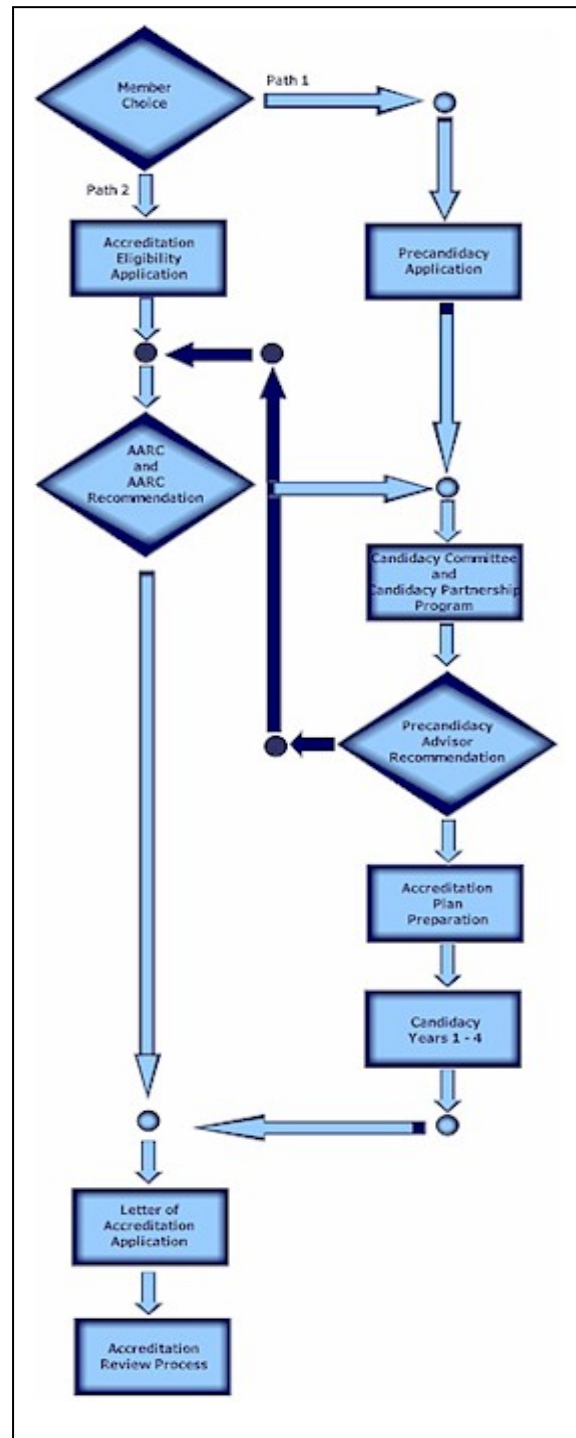 Member
Choice
Path 1
Path 2
Accreditation
Eligibility
Application
Precandidacy
Application
AARC
and
AARC
Recommendation
Candidacy Committee
and
Candidacy Partnership
Program
Precandidacy
Advisor
Recommendation
Accreditation
Plan
Preparation
Candidacy
Years 1 - 4
Letter of
Accreditation
Application
Accreditation
Review Process